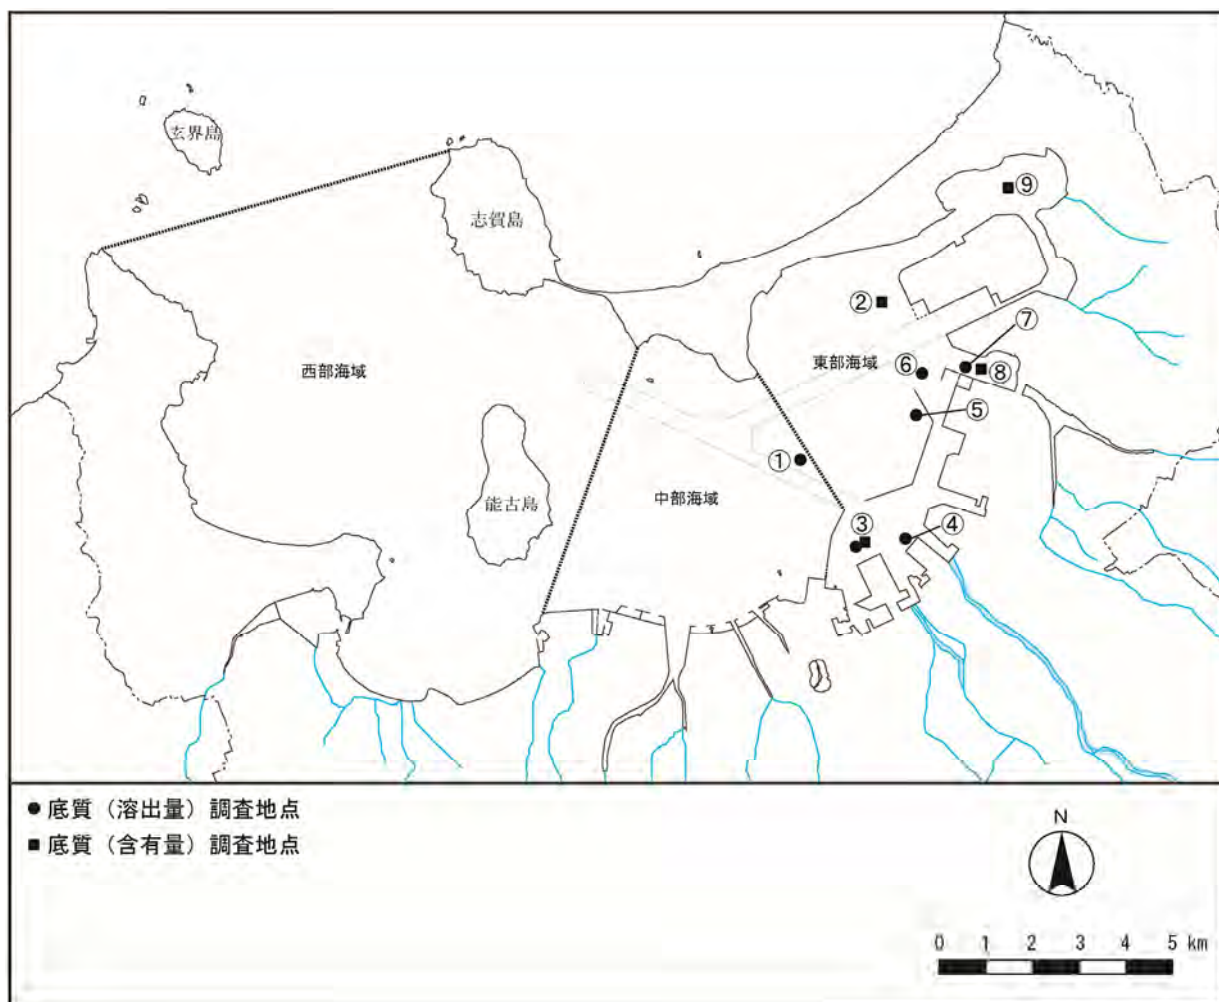 玄界島
志賀島
⑨
②
⑦
西部海域
東部海域
⑥
⑧
⑤
①
中部海域
能古島
③
④
●底質（溶出量）調査地点
■底質（含有量）調査地点
N
0 1 2 3 4 5 km